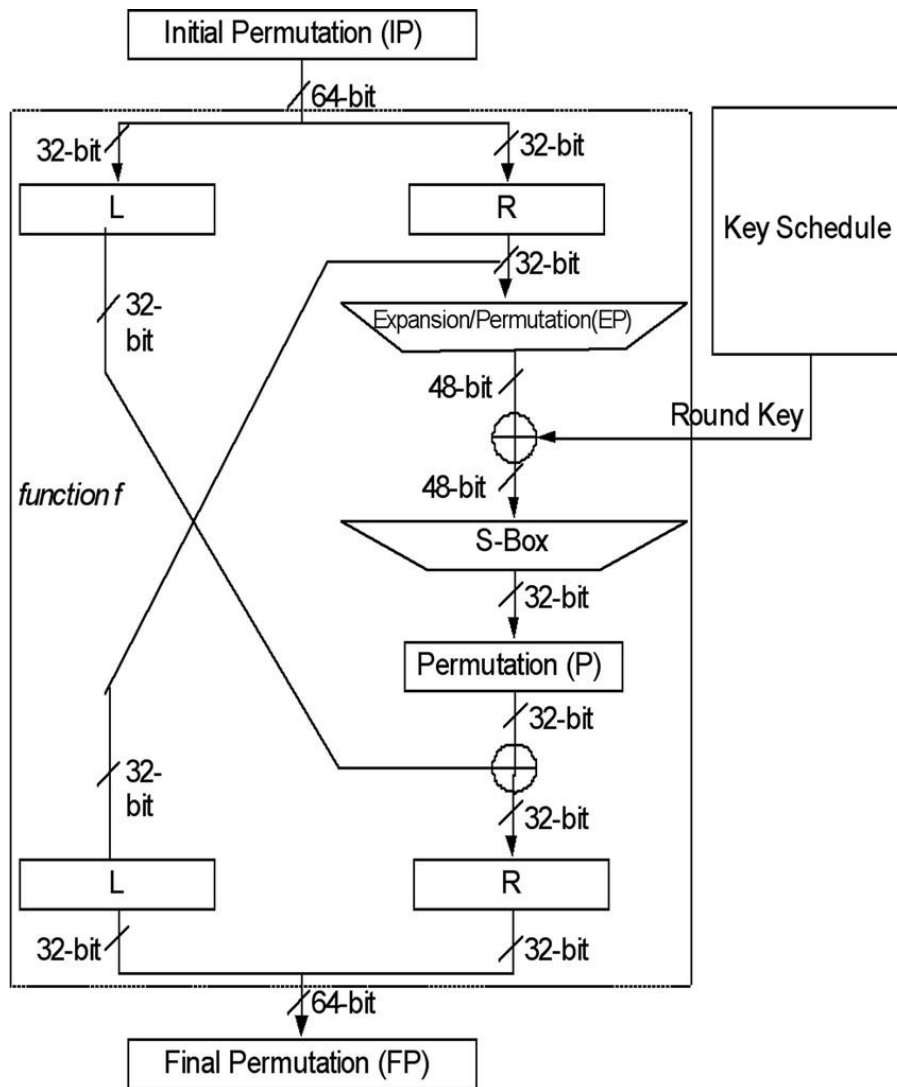 Initial Permutation (IP)
64-bit
32-bit
32-bit
L
R
Key Schedule
32-bit
32-
bit
Expansion/Permutation(EP)
48-bit
Round Key
function f
48-bit
S-Box
32-bit
Permutation (P)
32-bit
32-
bit
32-bit
L
R
32-bit
32-bit
64-bit
Final Permutation (FP)